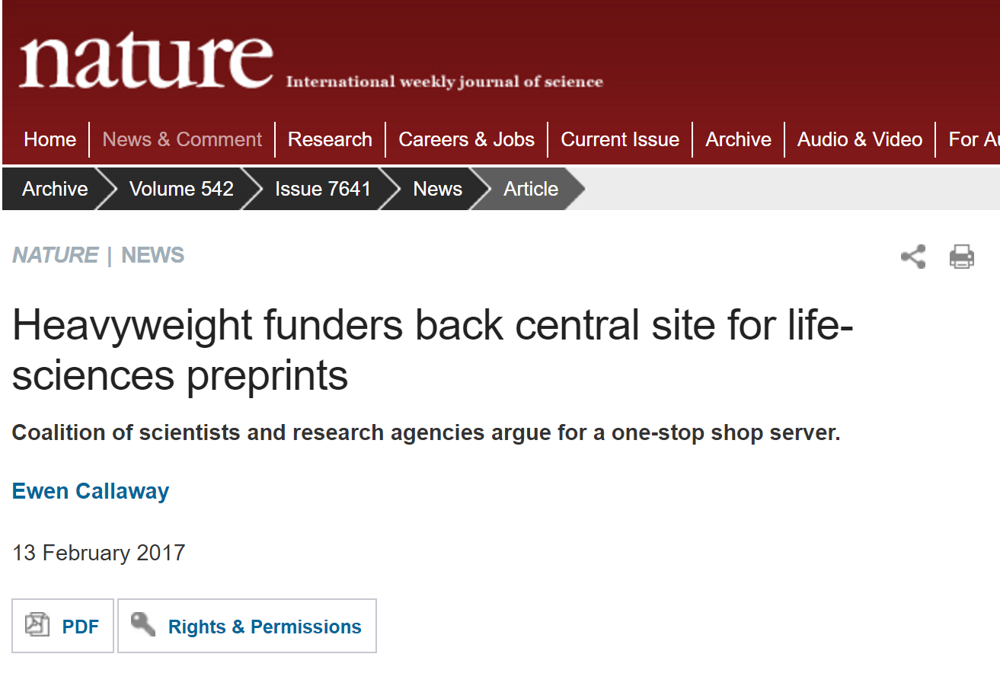 nature International weekly journal of science
Home News & Comment Research Careers & Jobs Current Issue Archive Audio & Video For
Archive Volume 542 Issue 7641 News Article
NATURE | NEWS
Heavyweight funders back central site for life-
sciences preprints
Coalition of scientists and research agencies argue for a one-stop shop server.
Ewen Callaway
13 February 2017
PDF Rights & Permissions